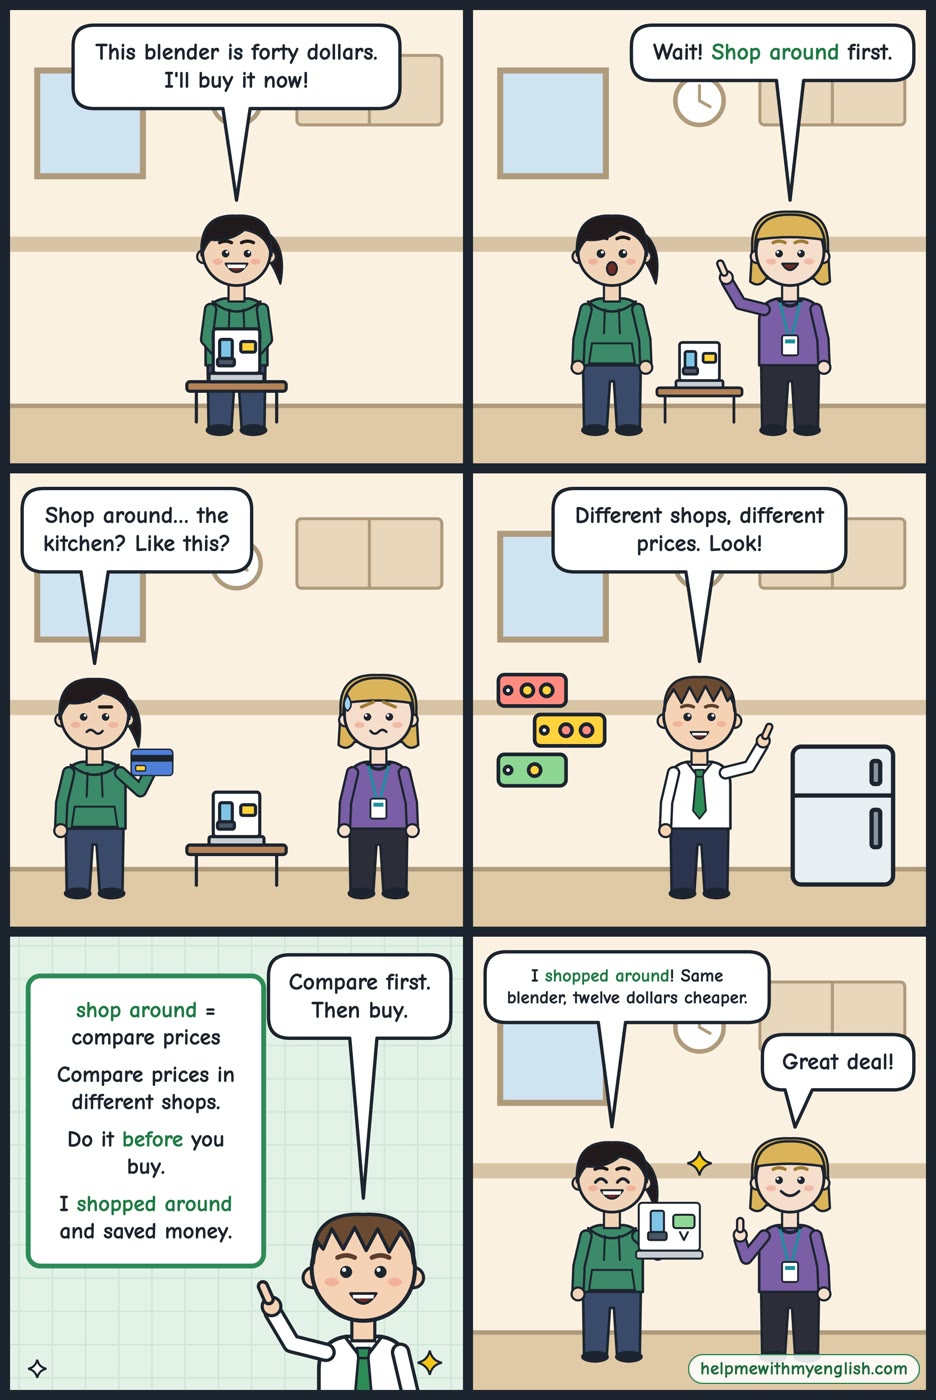 This blender is forty dollars.
I'll buy it now!
Wait! Shop around first.
Shop around... the
kitchen? Like this?
Different shops, different
prices. Look!
shop around =
compare prices
Compare prices in
different shops.
Do it before you
buy.
I shopped around
and saved money.
Compare first.
Then buy.
I shopped around! Same
blender, twelve dollars cheaper.
Great deal!
helpmewithmyenglish.com